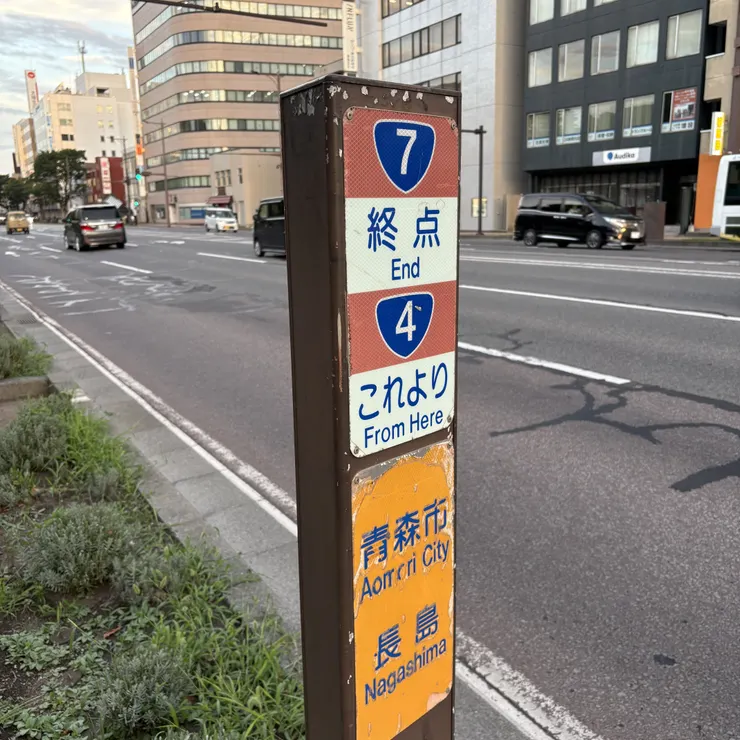 7
終点
End
4
これより
From Here
青森市
Aomori City
長島
Nagashima
Audika